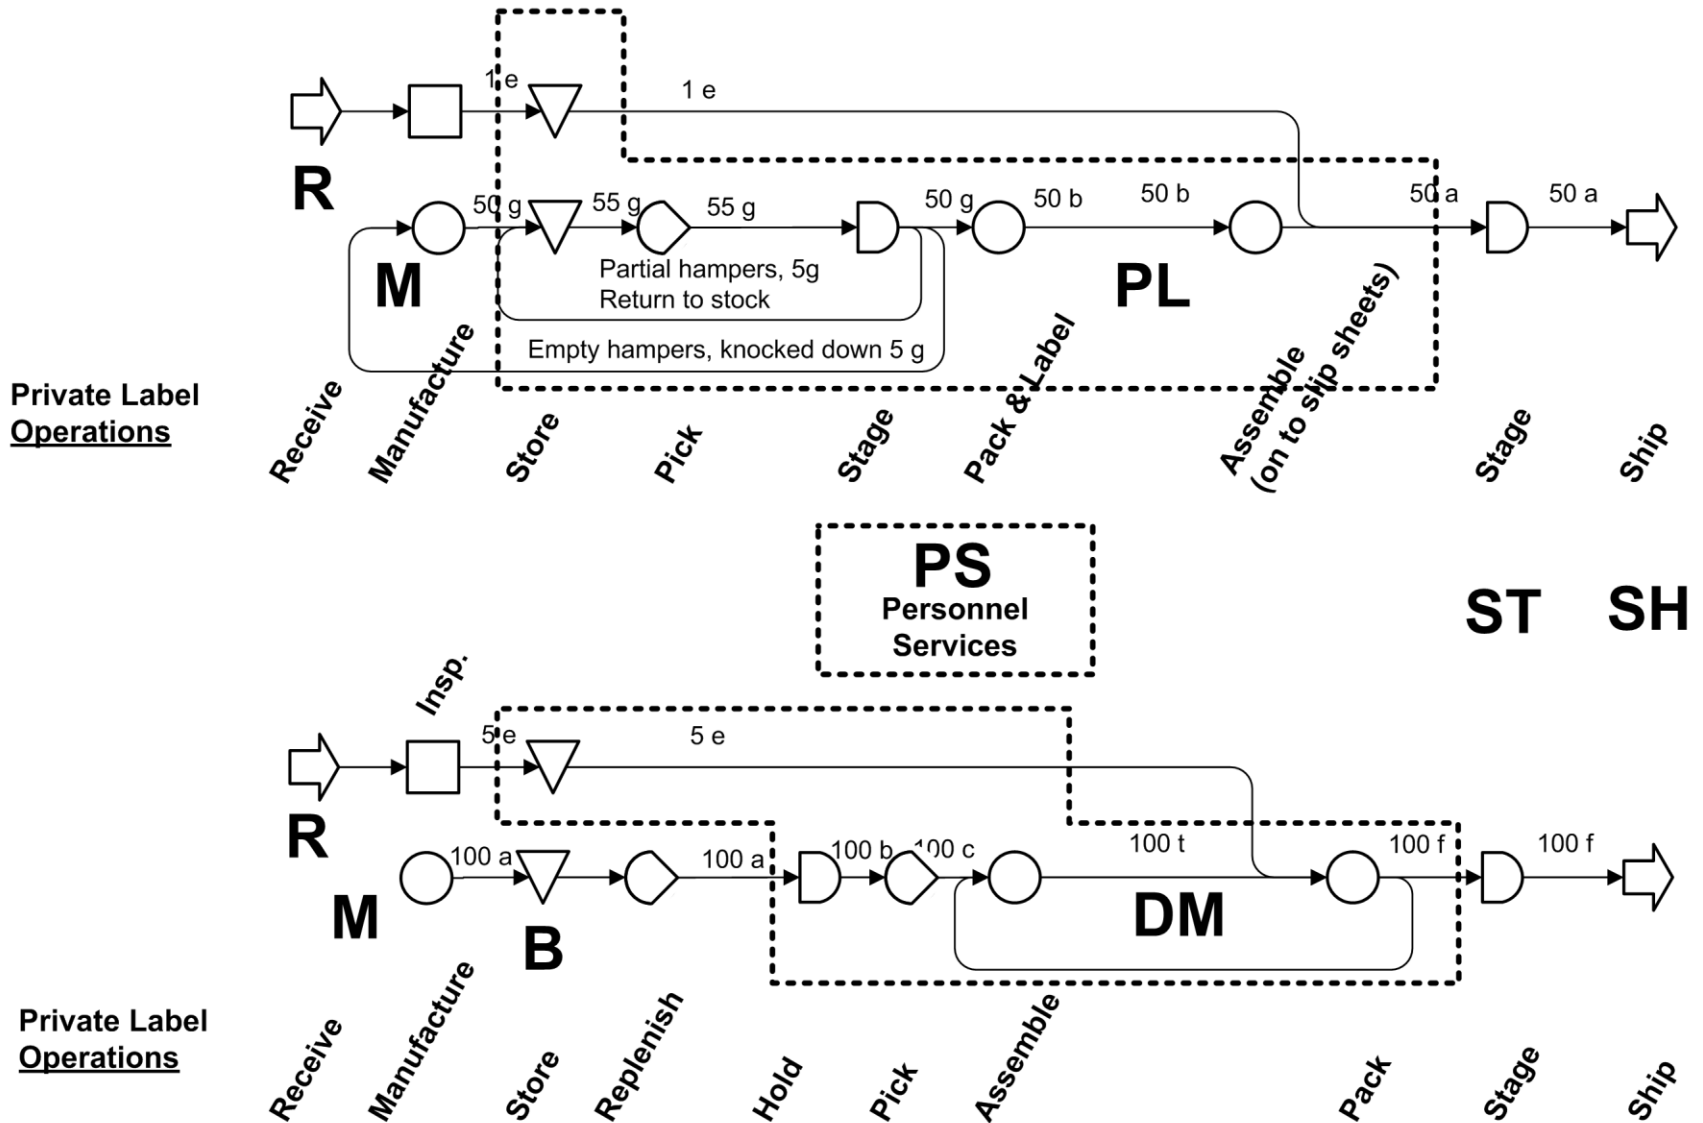 1 e
1 e
R
50 g
55 g
55 g
50 g
50 b
50 b
50 a
50 a
M
PL
Partial hampers, 5g
Return to stock
Empty hampers, knocked down 5 g
Private Label
Operations
Receive
Manufacture
Store
Pick
Stage
Pack & Label
Assemble
(on to slip sheets)
Stage
Ship
PS
Personnel
Services
ST
SH
Insp.
5 e
5 e
R
100 a
100 a
100 b
100 c
100 t
100 f
100 f
M
B
DM
Private Label
Operations
Receive
Manufacture
Store
Replenish
Hold
Pick
Assemble
Pack
Stage
Ship